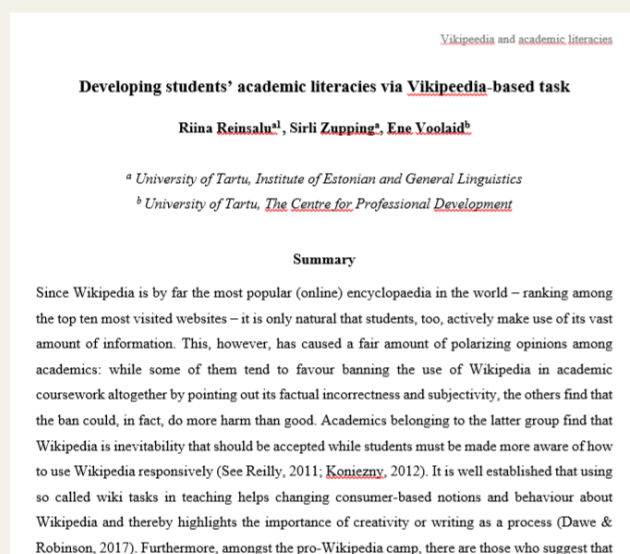 Vikipeedia and academic literacies
Developing students’ academic literacies via Vikipeedia-based task
Riina Reinsaluᵃ¹, Sirli Zuppingᵃ, Ene Voolaidᵇ
ᵃ University of Tartu, Institute of Estonian and General Linguistics
ᵇ University of Tartu, The Centre for Professional Development
Summary
Since Wikipedia is by far the most popular (online) encyclopaedia in the world – ranking among
the top ten most visited websites – it is only natural that students, too, actively make use of its vast
amount of information. This, however, has caused a fair amount of polarizing opinions among
academics: while some of them tend to favour banning the use of Wikipedia in academic
coursework altogether by pointing out its factual incorrectness and subjectivity, the others find that
the ban could, in fact, do more harm than good. Academics belonging to the latter group find that
Wikipedia is inevitability that should be accepted while students must be made more aware of how
to use Wikipedia responsively (See Reilly, 2011; Koniezny, 2012). It is well established that using
so called wiki tasks in teaching helps changing consumer-based notions and behaviour about
Wikipedia and thereby highlights the importance of creativity or writing as a process (Dawe &
Robinson, 2017). Furthermore, amongst the pro-Wikipedia camp, there are those who suggest that